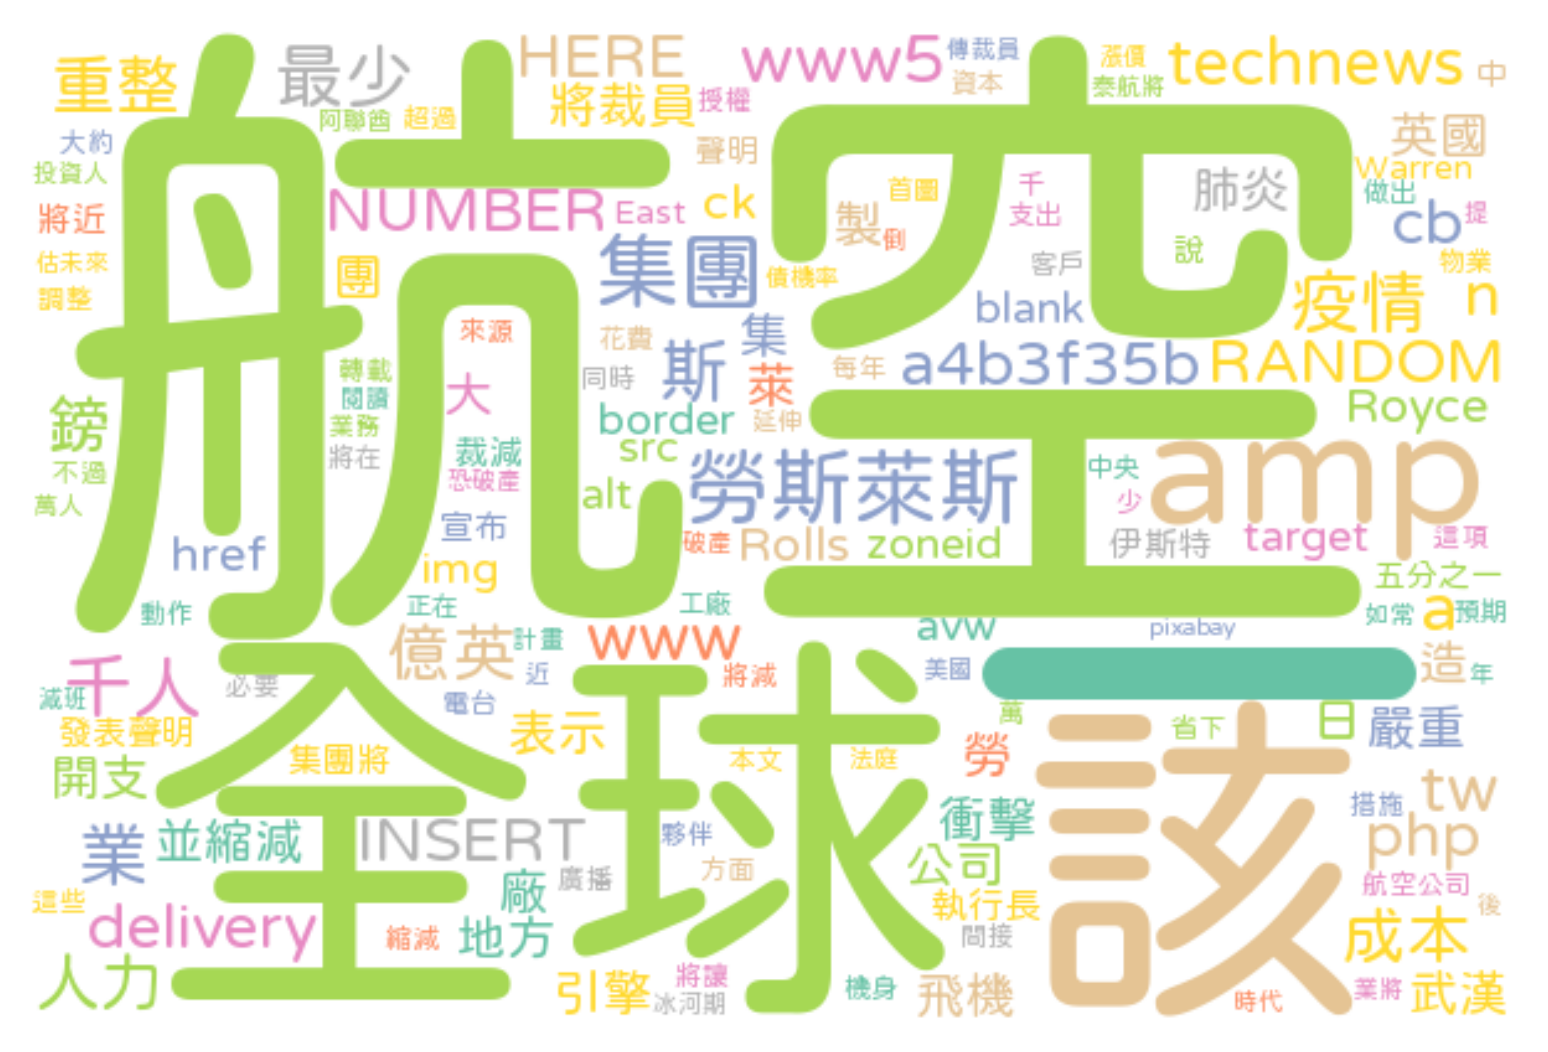 航空
全球
一
該
重整
最少
HERE
將裁員
授權
www5
傳裁員
資本
漲價
泰航將
technews
中
大約
阿聯酋
超過
聲明
英國
投資人
NUMBER
East
ck
首圖
千
支出
肺炎
Warren
做出
cb
提
將近
製
倒
說
估未來
調整
團
集團
債機率
客戶
物業
blank
疫情
n
來源
花費
集
斯
萊
每年
a4b3f35b
RANDOM
轉載
閱讀
大
同時
border
延伸
Royce
鎊
業務
將在
裁減
src
不過
恐破產
alt
勞斯萊斯
中央
少
amp
萬人
宣布
破產
Rolls
zoneid
伊斯特
target
這項
href
img
五分之一
動作
正在
工廠
avw
pixabay
如常
a
預期
億英
計畫
www
千人
必要
近
將減
美國
造
年
減班
電台
發表聲明
表示
萬
省下
日
嚴重
開支
集團將
本文
法庭
勞
tw
業
並縮減
INSERT
夥伴
衝擊
措施
php
廠
廣播
方面
公司
航空公司
這些
delivery
縮減
地方
執行長
間接
成本
後
人力
引擎
將讓
冰河期
機身
飛機
時代
業將
武漢